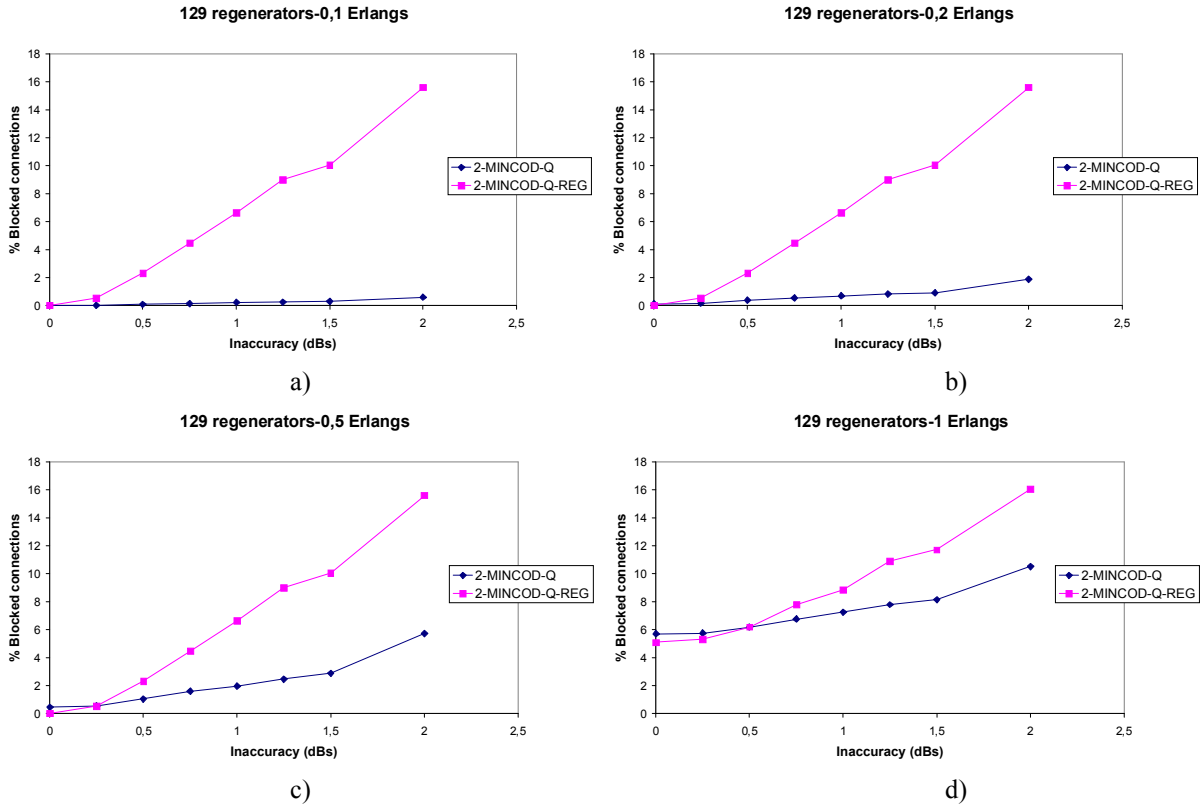 129 regenerators-0,1 Erlangs
18
16
14
12
10
8
6
4
2
0
% Blocked connections
0
0,5
1
1,5
2
2,5
Inaccuracy (dBs)
2-MINCOD-Q
2-MINCOD-Q-REG
a)
129 regenerators-0,2 Erlangs
18
16
14
12
10
8
6
4
2
0
% Blocked connections
0
0,5
1
1,5
2
2,5
Inaccuracy (dBs)
2-MINCOD-Q
2-MINCOD-Q-REG
b)
129 regenerators-0,5 Erlangs
18
16
14
12
10
8
6
4
2
0
% Blocked connections
0
0,5
1
1,5
2
2,5
Inaccuracy (dBs)
2-MINCOD-Q
2-MINCOD-Q-REG
c)
129 regenerators-1 Erlangs
18
16
14
12
10
8
6
4
2
0
% Blocked connections
0
0,5
1
1,5
2
2,5
Inaccuracy (dBs)
2-MINCOD-Q
2-MINCOD-Q-REG
d)